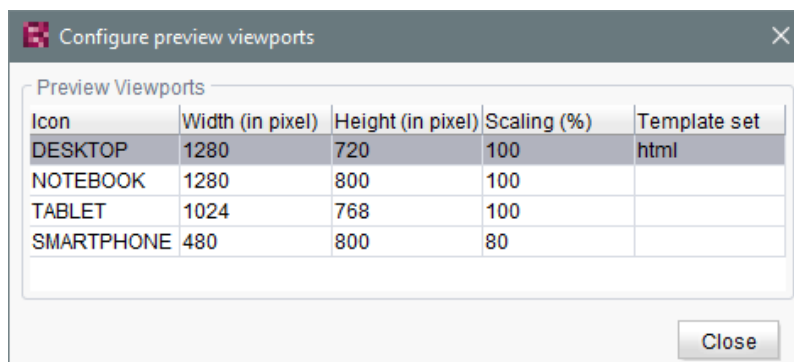 Configure preview viewports
Preview Viewports
Icon Width (in pixel) Height (in pixel) Scaling (%) Template set
DESKTOP 1280 720 100 html
NOTEBOOK 1280 800 100
TABLET 1024 768 100
SMARTPHONE 480 800 80
Close